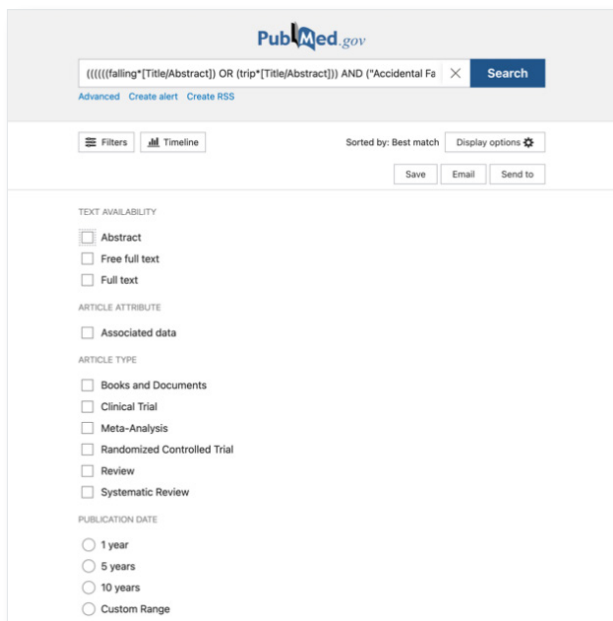 PubMed.gov
((((((falling*[Title/Abstract]) OR (trip*[Title/Abstract])) AND ("Accidental Fa
Search
Advanced Create alert Create RSS
Filters Timeline Sorted by: Best match Display options
Save Email Send to
TEXT AVAILABILITY
Abstract
Free full text
Full text
ARTICLE ATTRIBUTE
Associated data
ARTICLE TYPE
Books and Documents
Clinical Trial
Meta-Analysis
Randomized Controlled Trial
Review
Systematic Review
PUBLICATION DATE
1 year
5 years
10 years
Custom Range